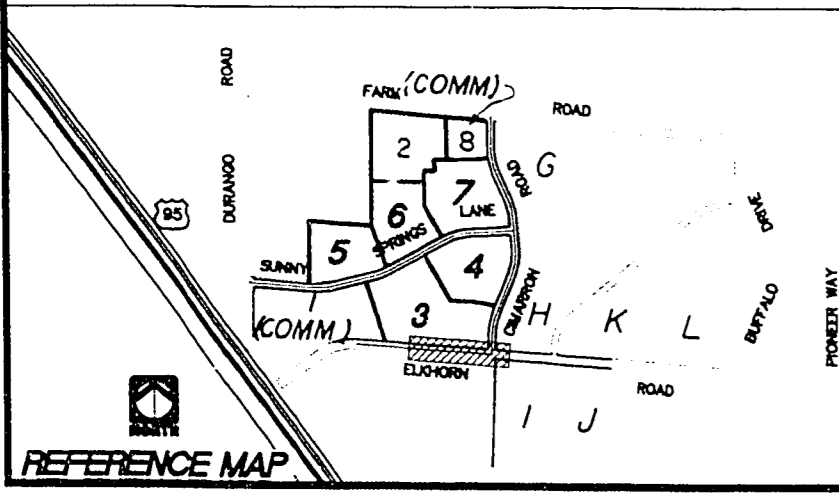 ROAD
FARM (COMM)
ROAD
2
8
G
ROAD
DURANGO
95
7
LANE
6
SPRINGS
DRIVE
5
SUNNY
4
CIMARRON
3
(COMM)
H K L
BUFFALO
PIONEER WAY
ELKHORN
ROAD
I J
NORTH
REFERENCE MAP